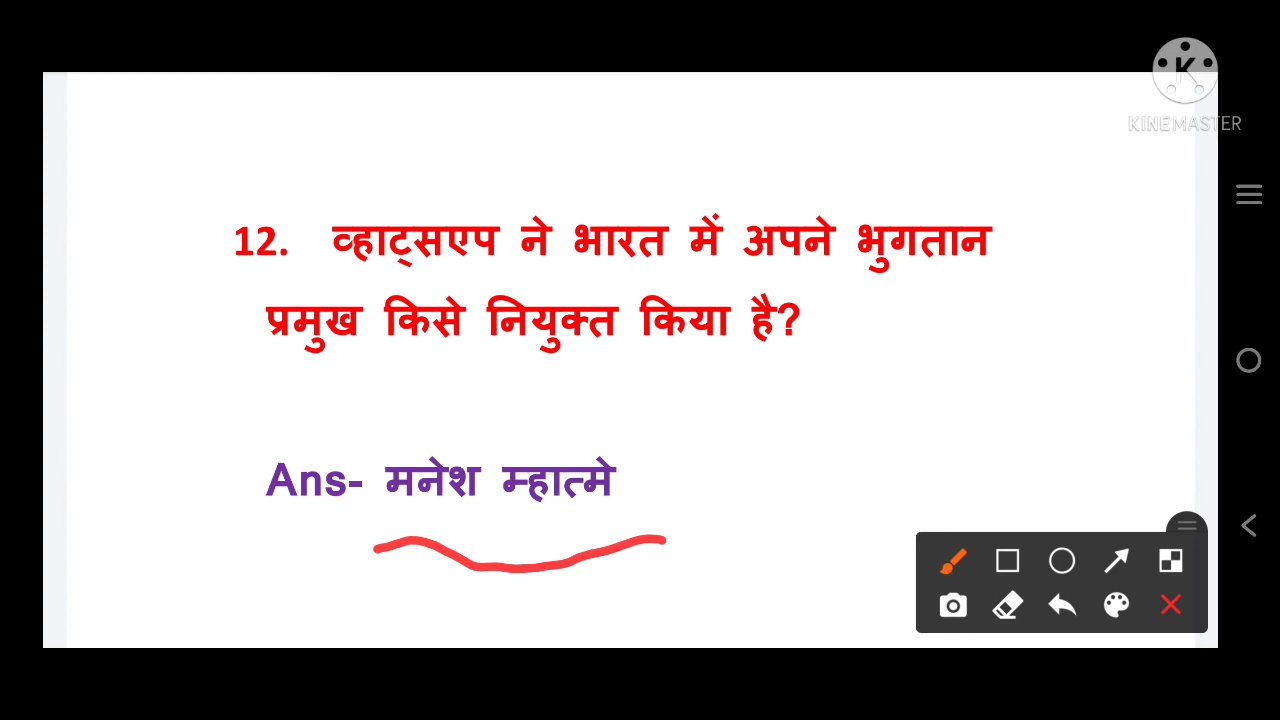 K
KINEMASTER
12. व्हाट्सएप ने भारत में अपने भुगतान
प्रमुख किसे नियुक्त किया है?
Ans- मनेश म्हात्मे